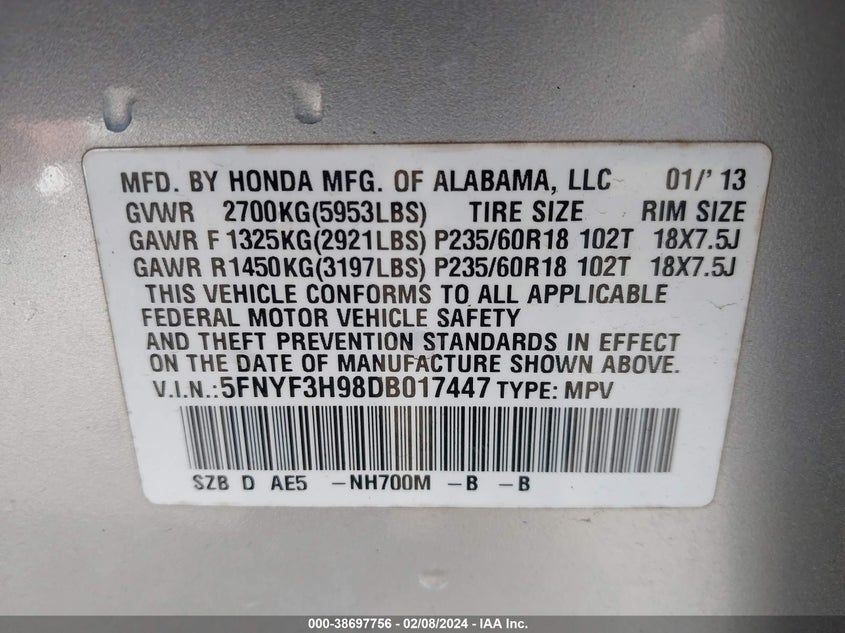 MFD. BY HONDA MFG. OF ALABAMA, LLC 01/' 13
GVWR 2700KG(5953LBS) TIRE SIZE RIM SIZE
GAWR F 1325KG(2921LBS) P235/60R18 102T 18X7.5J
GAWR R1450KG(3197LBS) P235/60R18 102T 18X7.5J
THIS VEHICLE CONFORMS TO ALL APPLICABLE
FEDERAL MOTOR VEHICLE SAFETY
AND THEFT PREVENTION STANDARDS IN EFFECT
ON THE DATE OF MANUFACTURE SHOWN ABOVE.
V.I.N.:5FNYF3H98DB017447 TYPE: MPV
SZB D AE5 -NH700M -B -B
000-38697756 - 02/08/2024 - IAA Inc.